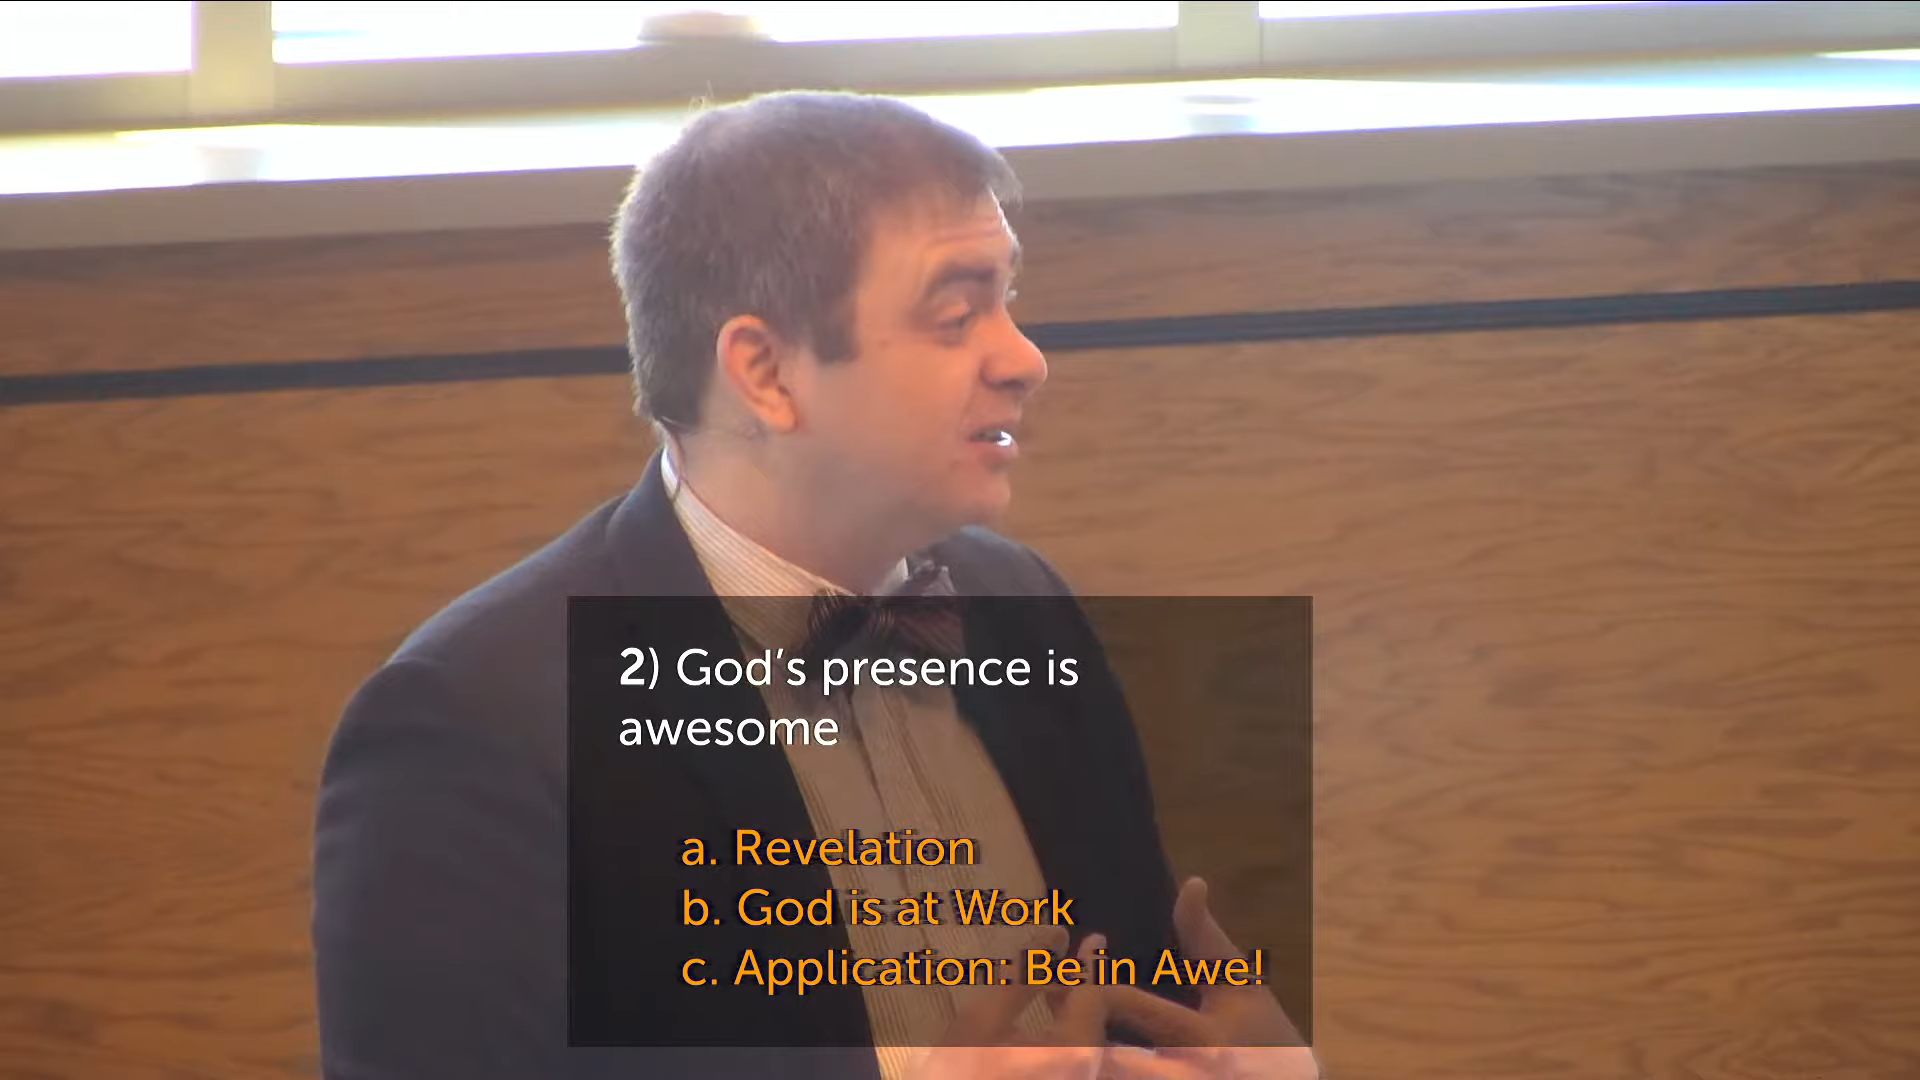 2) God's presence is
awesome
a. Revelation
b. God is at Work
c. Application: Be in Awe!